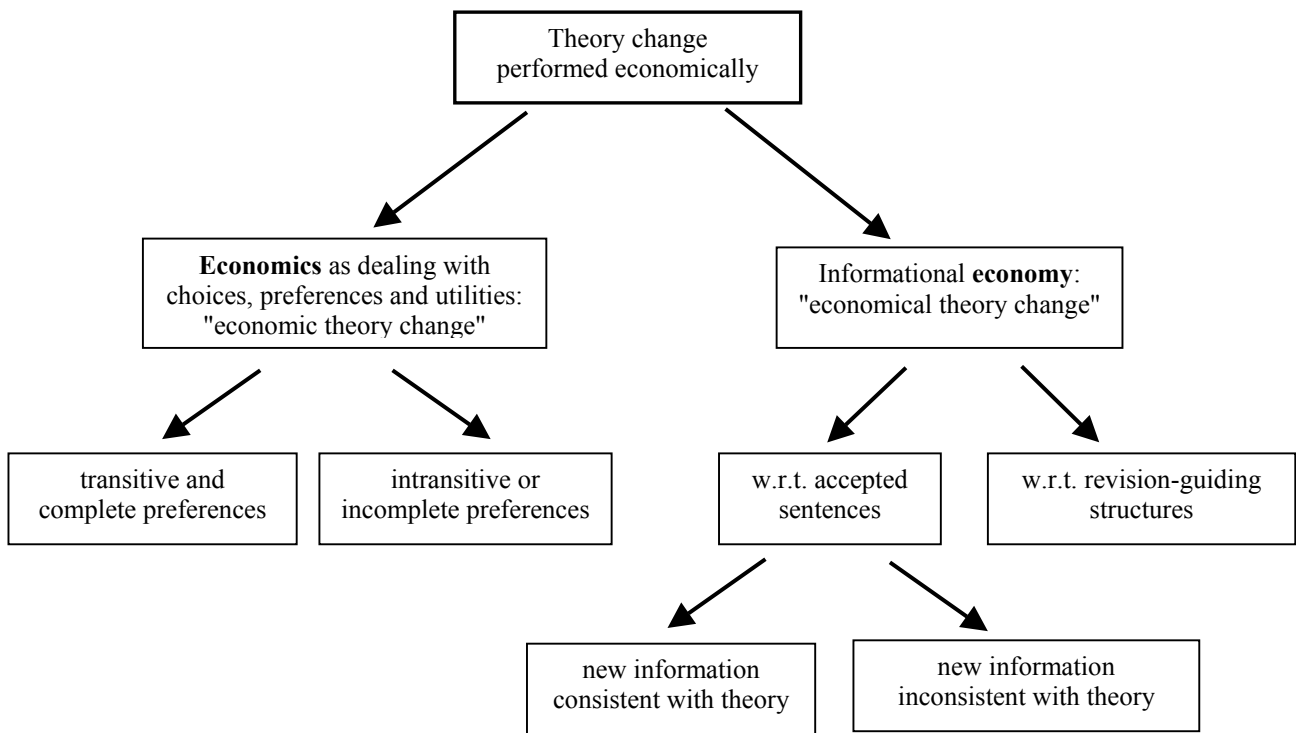 Theory change
performed economically
Economics as dealing with
choices, preferences and utilities:
"economic theory change"
Informational economy:
"economical theory change"
transitive and
complete preferences
intransitive or
incomplete preferences
w.r.t. accepted
sentences
w.r.t. revision-guiding
structures
new information
consistent with theory
new information
inconsistent with theory